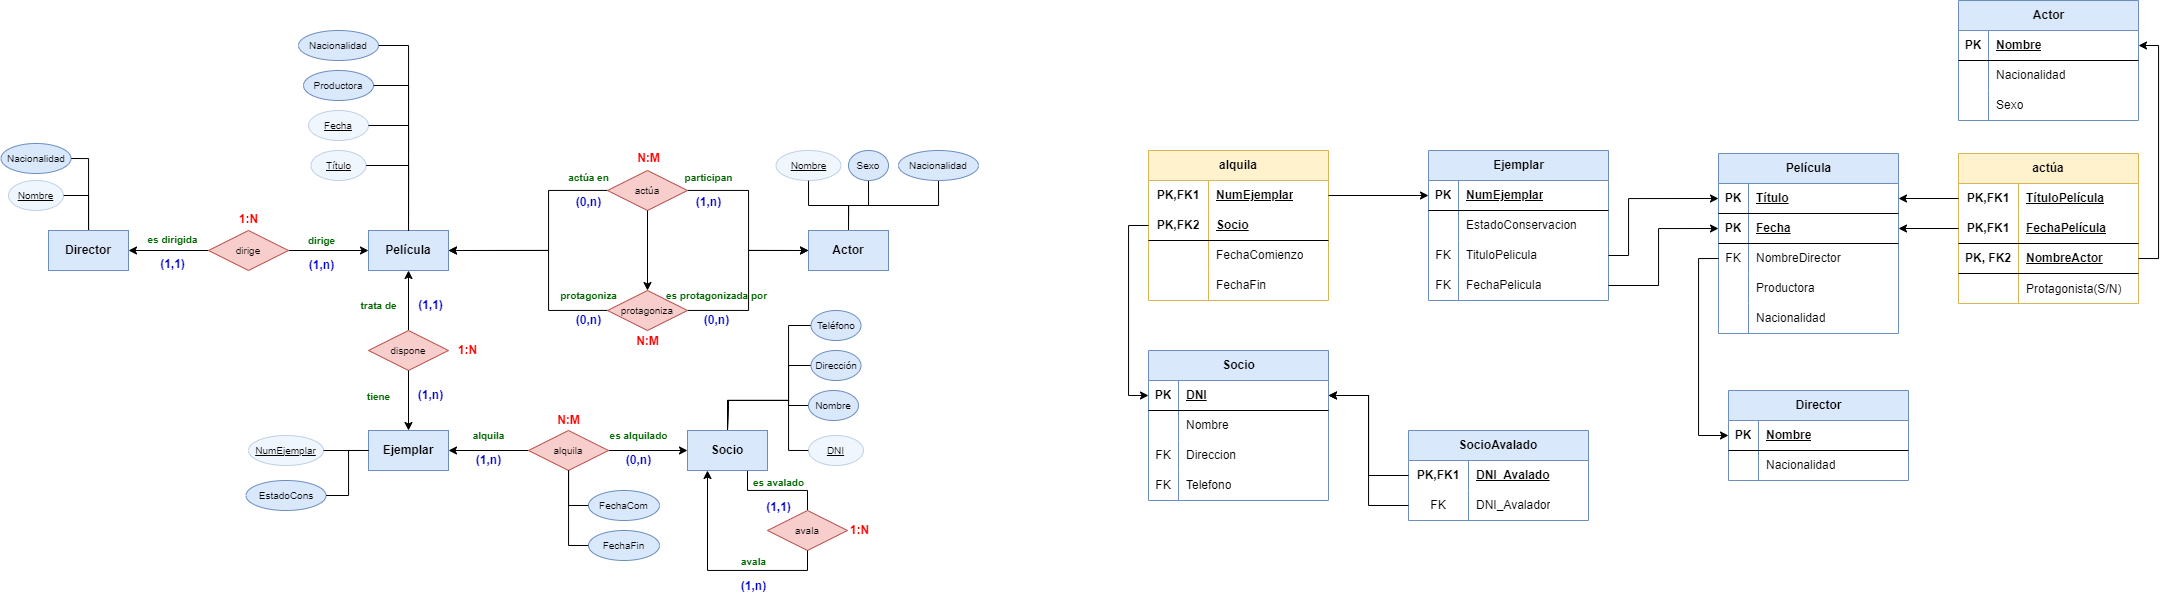 Nacionalidad
Productora
Fecha
Título
Nacionalidad
Nombre
Director
es dirigida
(1,1)
1:N
dirige
dirige
(1,n)
Película
N:M
actúa en
(0,n)
actúa
participan
(1,n)
protagoniza
(0,n)
protagoniza
es protagonizada por
(0,n)
N:M
Nombre
Sexo
Nacionalidad
Actor
trata de
(1,1)
dispone
1:N
tiene
(1,n)
NumEjemplar
EstadoCons
Ejemplar
alquila
(1,n)
N:M
alquila
es alquilado
(0,n)
FechaCom
FechaFin
Teléfono
Dirección
Nombre
DNI
Socio
es avalado
(1,1)
avala
1:N
avala
(1,n)
alquila
PK,FK1 NumEjemplar
PK,FK2 Socio
FechaComienzo
FechaFin
Ejemplar
PK NumEjemplar
EstadoConservacion
FK TituloPelicula
FK FechaPelicula
Película
PK Título
PK Fecha
FK NombreDirector
Productora
Nacionalidad
Actor
PK Nombre
Nacionalidad
Sexo
actúa
PK,FK1 TítuloPelícula
PK,FK1 FechaPelícula
PK, FK2 NombreActor
Protagonista(S/N)
Socio
PK DNI
Nombre
FK Direccion
FK Telefono
SocioAvalado
PK,FK1 DNI_Avalado
FK DNI_Avalador
Director
PK Nombre
Nacionalidad